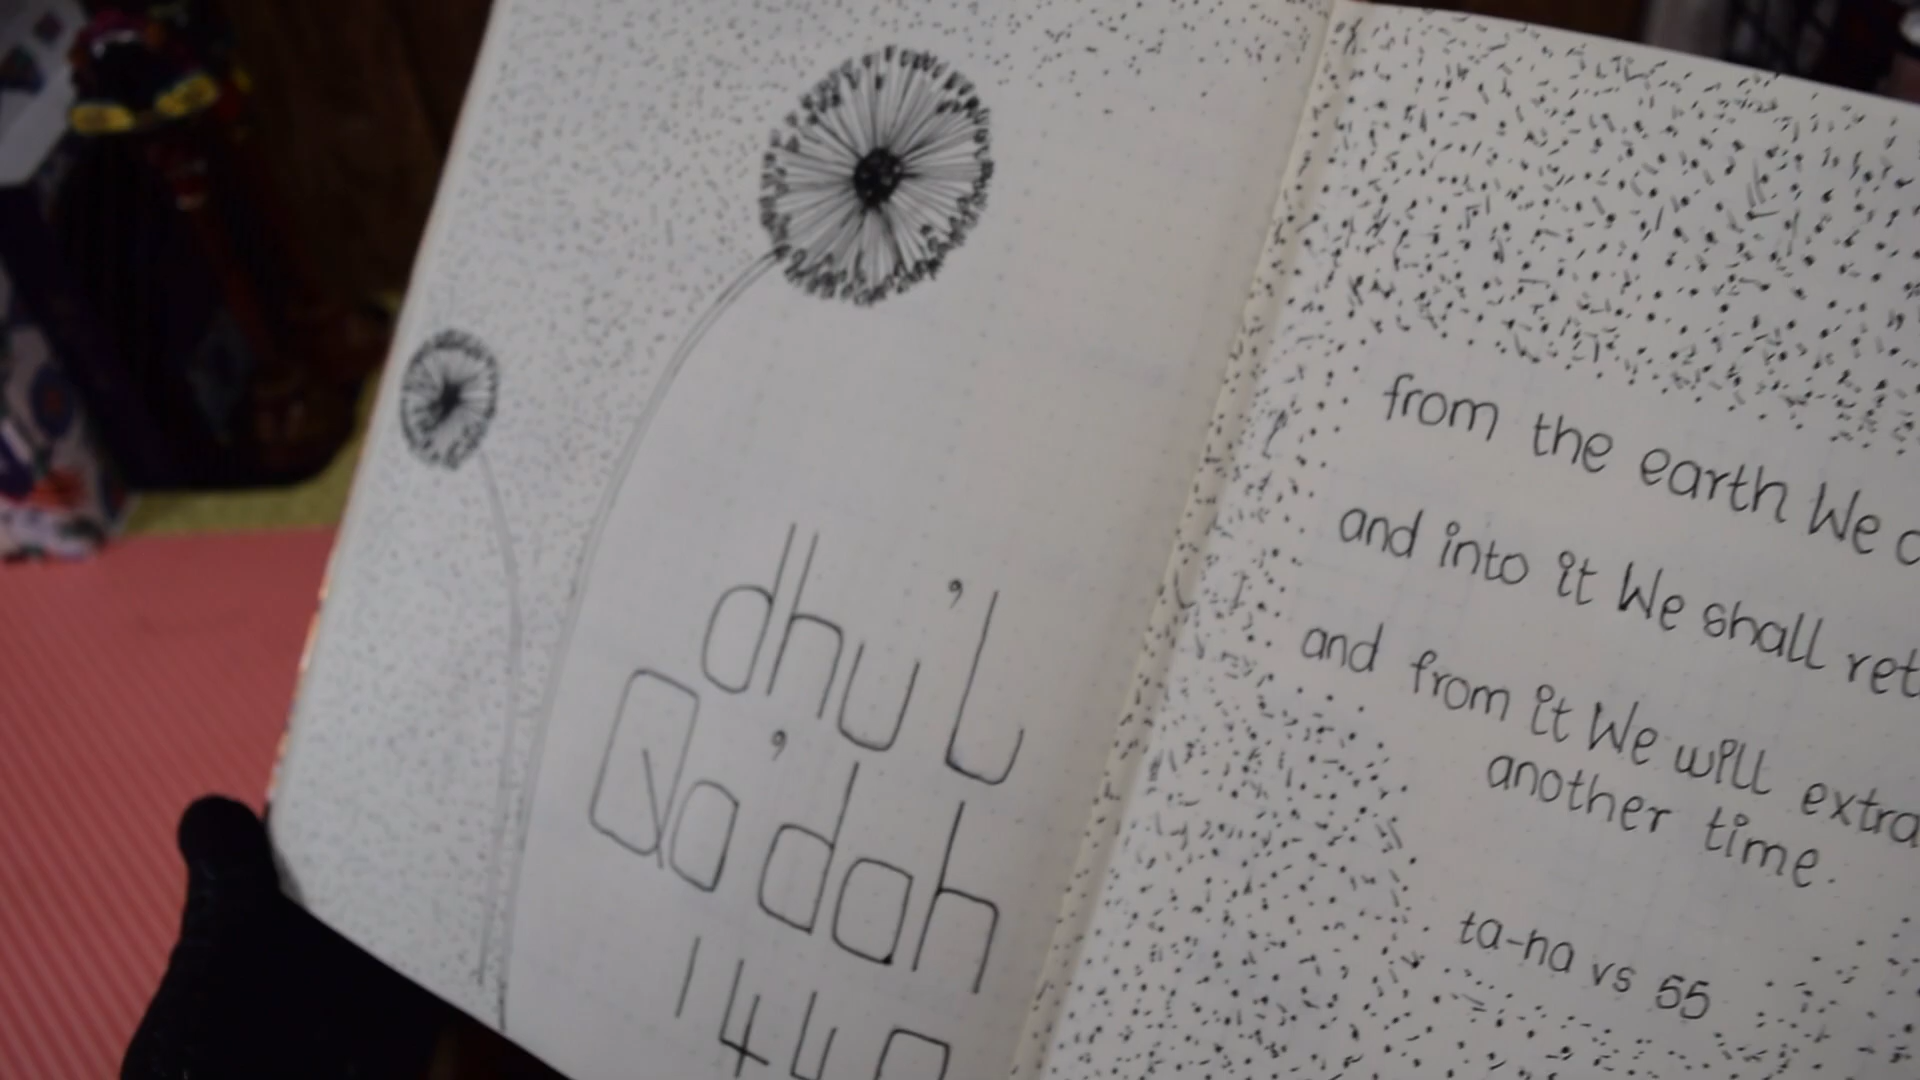 dhu'l
Qa'dah
from the earth We
and into it We shall
and from it We will
another time.
ta-ha vs 55